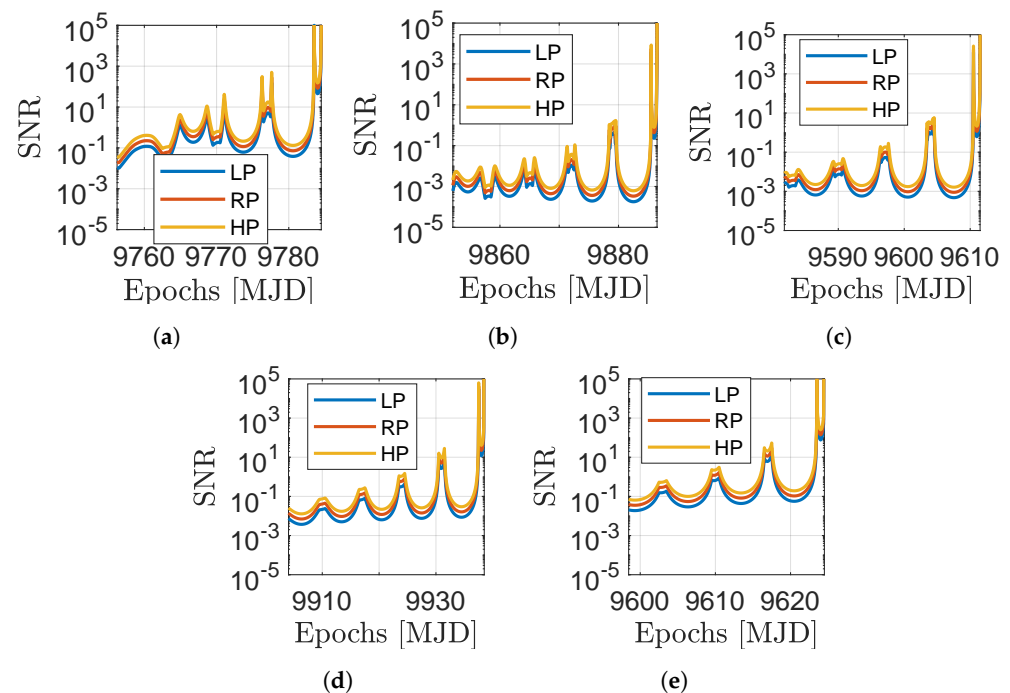 10^5
10^3
10^1
10^-1
10^-3
10^-5
SNR
LP
RP
HP
9760 9770 9780
Epochs [MJD]
(a)
10^5
10^3
10^1
10^-1
10^-3
10^-5
SNR
LP
RP
HP
9860 9880
Epochs [MJD]
(b)
10^5
10^3
10^1
10^-1
10^-3
10^-5
SNR
LP
RP
HP
9590 9600 9610
Epochs [MJD]
(c)
10^5
10^3
10^1
10^-1
10^-3
10^-5
SNR
LP
RP
HP
9910 9930
Epochs [MJD]
(d)
10^5
10^3
10^1
10^-1
10^-3
10^-5
SNR
LP
RP
HP
9600 9610 9620
Epochs [MJD]
(e)